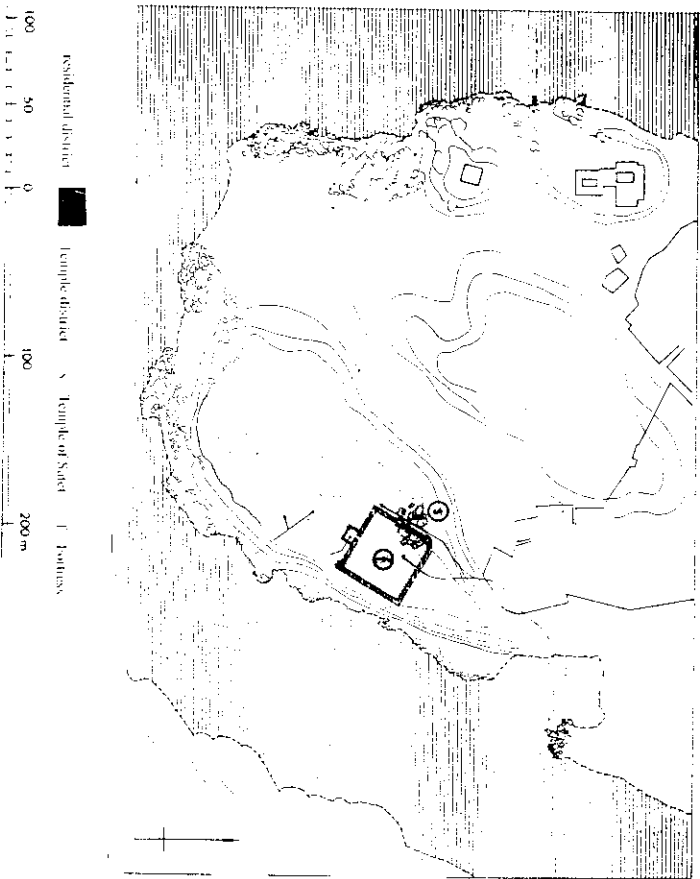 residential district temple district S Temple of Satet F Fortress
100 50 0 100 200 m
S
F